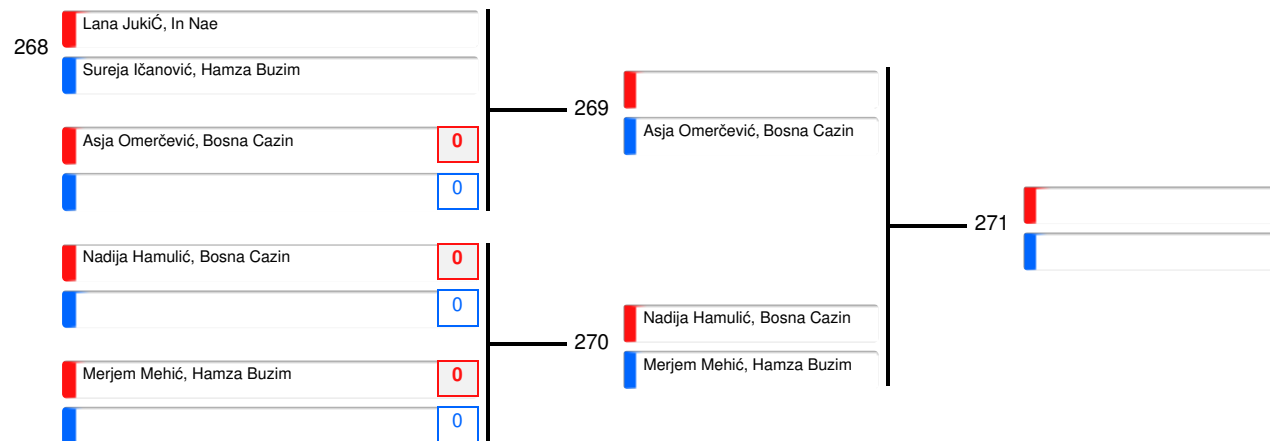 268
Lana JukiĆ, In Nae
Sureja Ičanović, Hamza Buzim
Asja Omerčević, Bosna Cazin 0
0
269
Asja Omerčević, Bosna Cazin
Nadija Hamulić, Bosna Cazin 0
0
Merjem Mehić, Hamza Buzim 0
0
270
Nadija Hamulić, Bosna Cazin
Merjem Mehić, Hamza Buzim
271